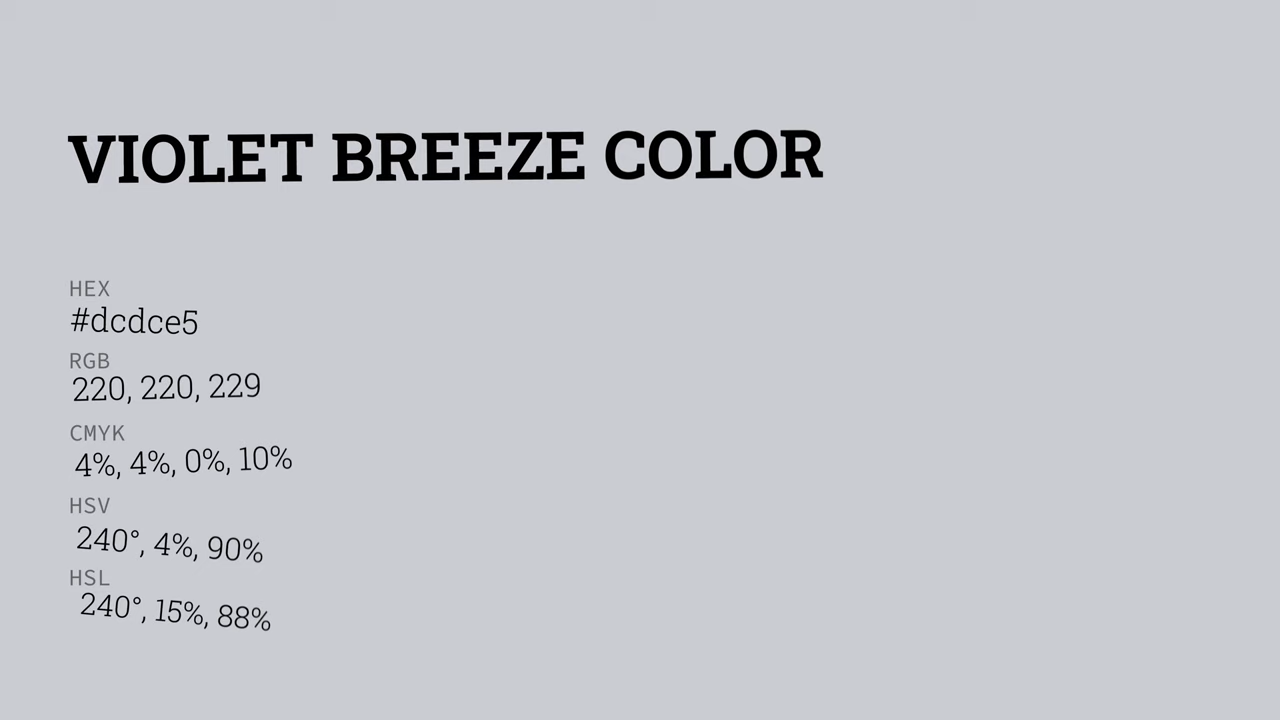 VIOLET BREEZE COLOR
HEX
#dcdce5
RGB
220, 220, 229
CMYK
4%, 4%, 0%, 10%
HSV
240°, 4%, 90%
HSL
240°, 15%, 88%